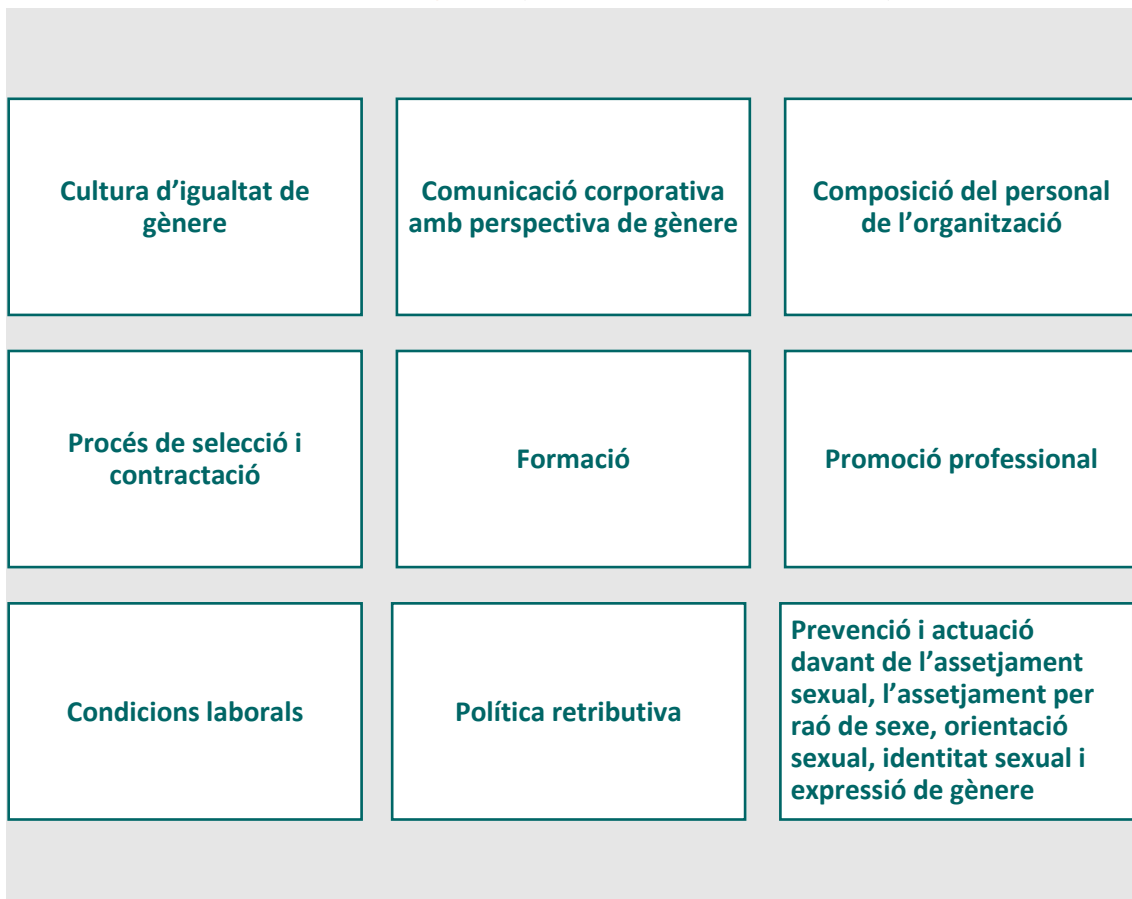 Cultura d’igualtat de
gènere
Comunicació corporativa
amb perspectiva de gènere
Composició del personal
de l’organització
Procés de selecció i
contractació
Formació
Promoció professional
Condicions laborals
Política retributiva
Prevenció i actuació
davant de l’assetjament
sexual, l’assetjament per
raó de sexe, orientació
sexual, identitat sexual i
expressió de gènere